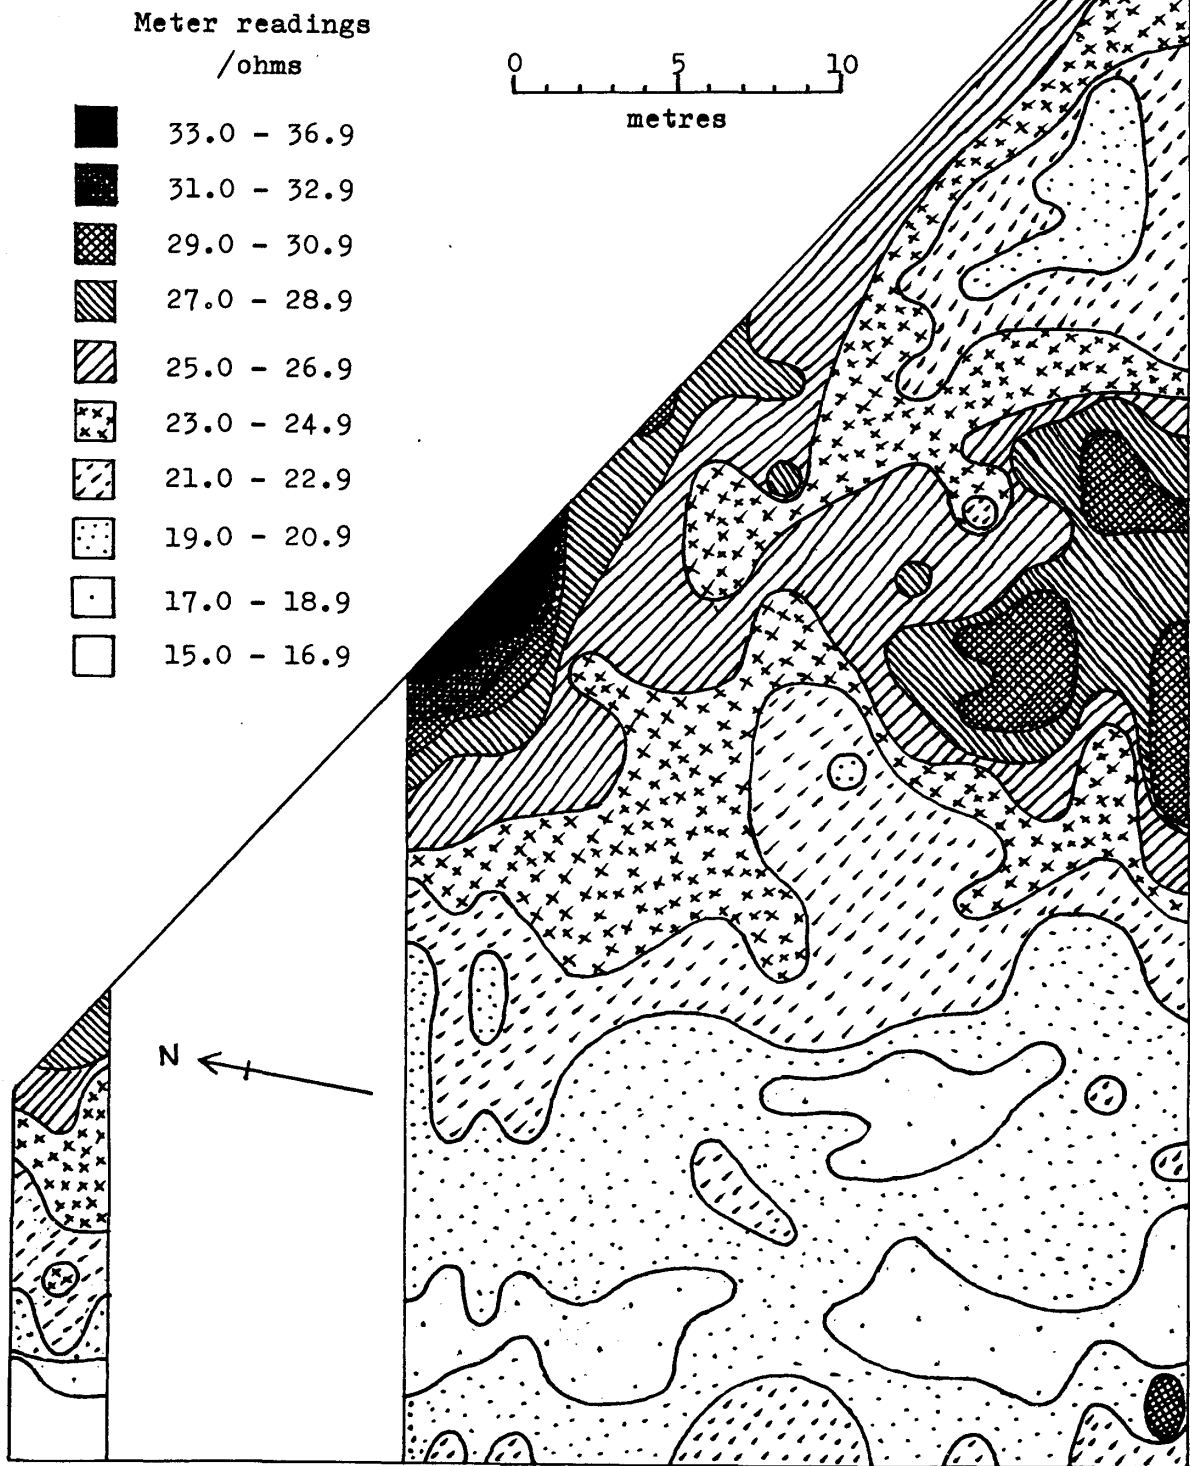 Meter readings
/ohms
33.0 - 36.9
31.0 - 32.9
29.0 - 30.9
27.0 - 28.9
25.0 - 26.9
23.0 - 24.9
21.0 - 22.9
19.0 - 20.9
17.0 - 18.9
15.0 - 16.9
0 5 10
metres
N